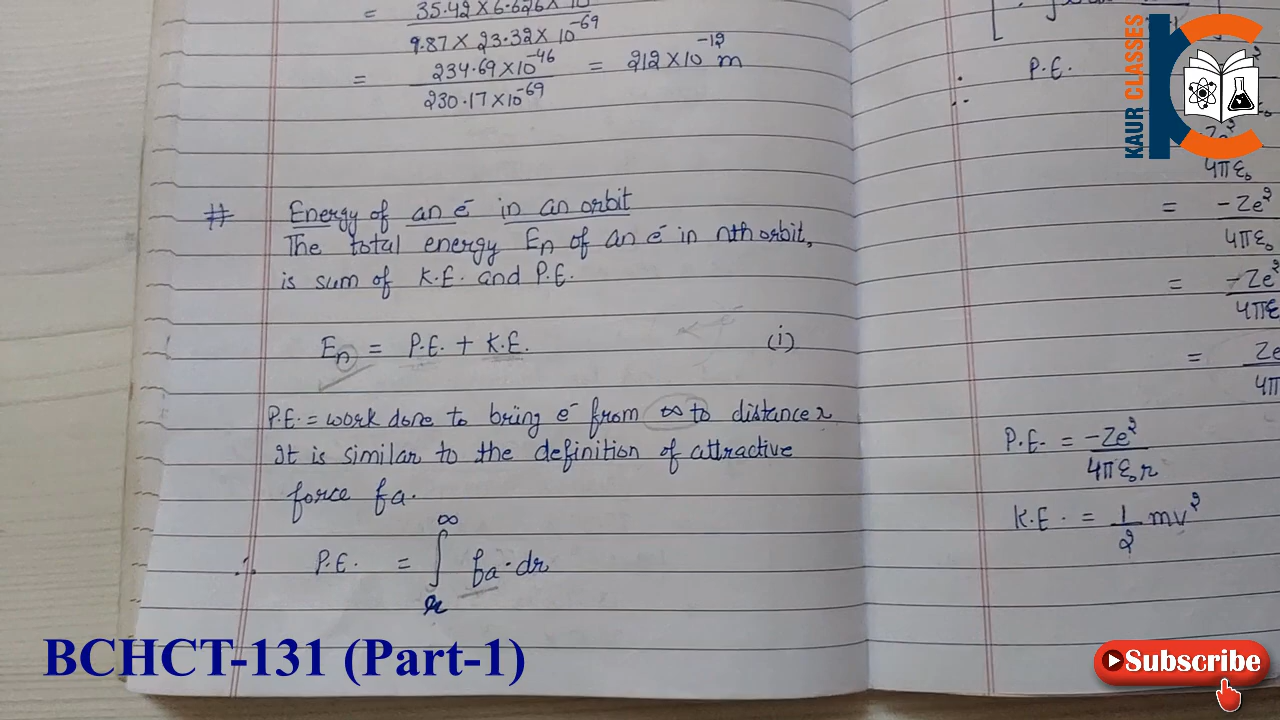 = 35.42 × 6.626 × 10
9.87 × 23.32 × 10⁻⁶⁹
= 234.69 × 10⁻⁴⁶ = 212 × 10⁻¹² m
230.17 × 10⁻⁶⁹
# Energy of an e⁻ in an orbit
The total energy Eₙ of an e⁻ in nth orbit,
is sum of K.E. and P.E.
Eₙ = P.E. + K.E. (i)
P.E. = work done to bring e⁻ from ∞ to distance r
It is similar to the definition of attractive
force fa.
∞
∴ P.E. = ∫ fa · dr
r
∴ P.E.
4πε₀
= -Ze²
4πε₀
= -Ze²
4πε
= Ze
4π
P.E. = -Ze²
4πε₀r
K.E. = 1 mv²
2
KAUR CLASSES
BCHCT-131 (Part-1)
Subscribe